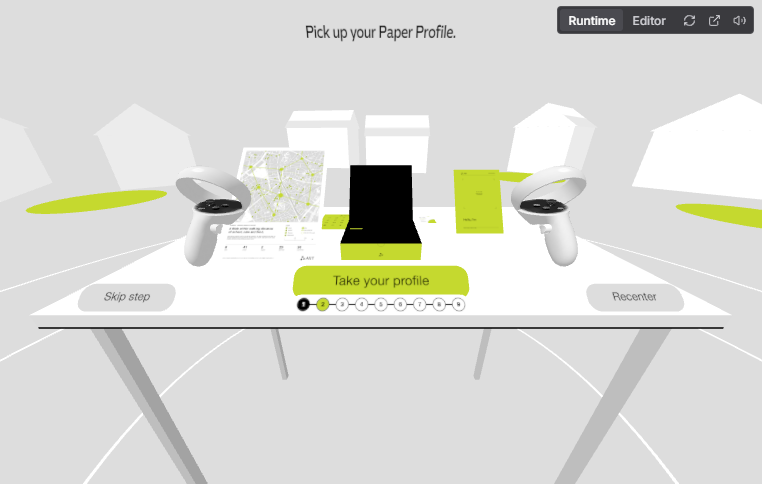 Runtime
Editor
Pick up your Paper Profile.
Take your profile
Skip step
1 2 3 4 5 6 7 8 9
Recenter